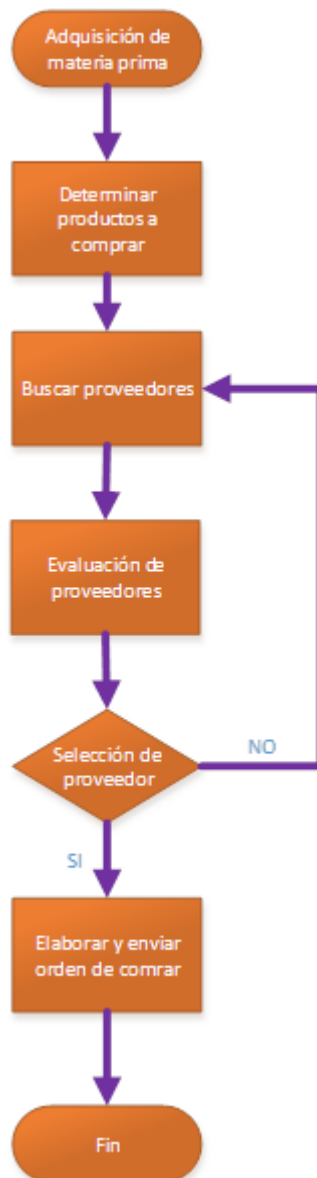 Adquisición de
materia prima
Determinar
productos a
comprar
Buscar proveedores
Evaluación de
proveedores
Selección de
proveedor
NO
SI
Elaborar y enviar
orden de comrar
Fin